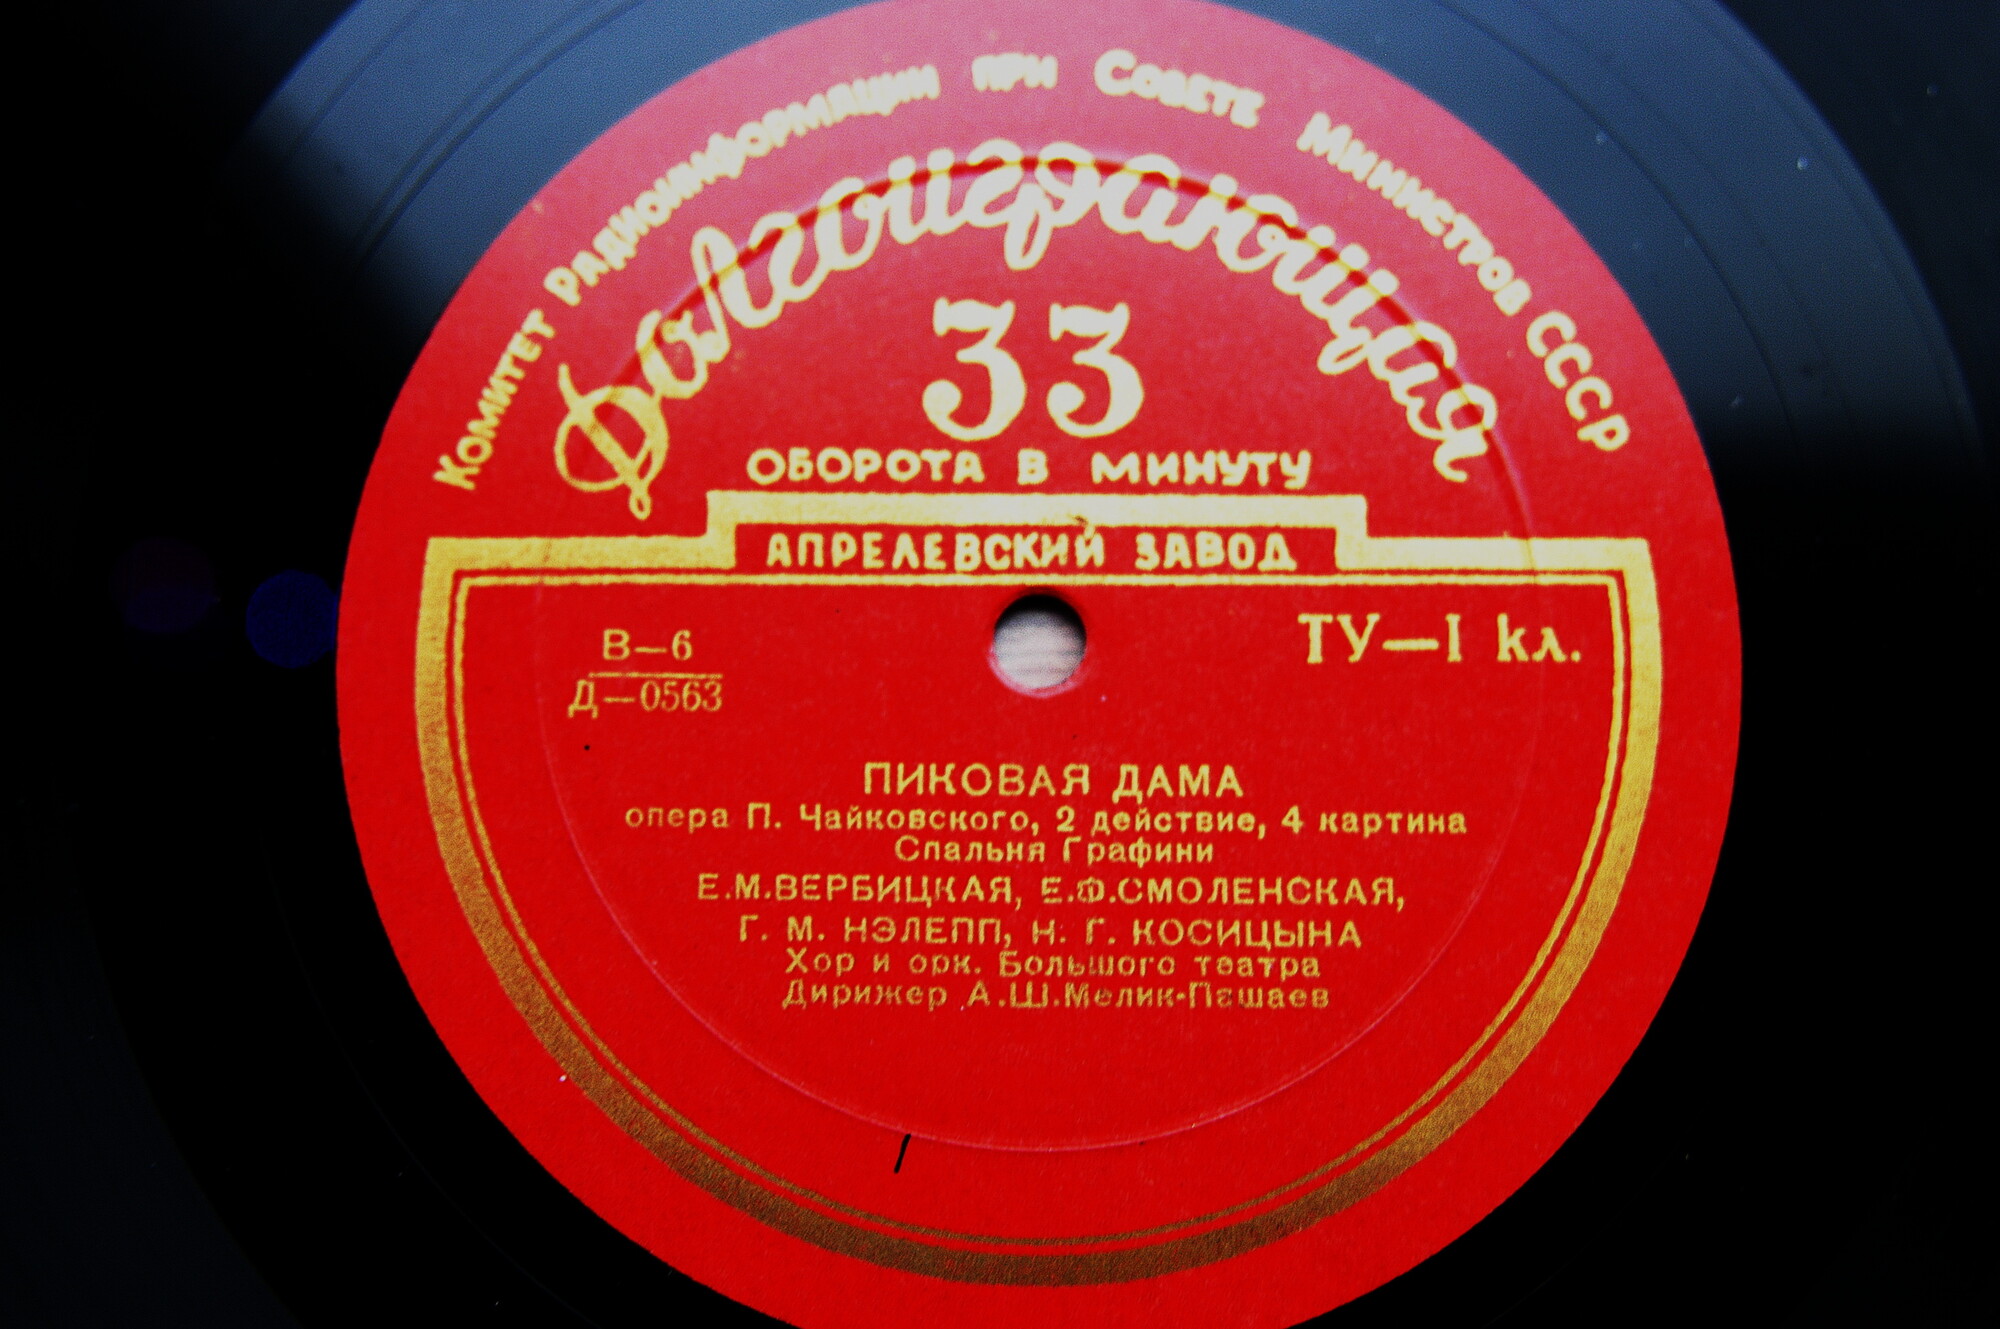 Комитет Радиоинформации при Совете Министров СССР
Долгоиграющая
33
ОБОРОТА В МИНУТУ
АПРЕЛЕВСКИЙ ЗАВОД
В—6
Д—0563
ТУ—I кл.
ПИКОВАЯ ДАМА
опера П. Чайковского, 2 действие, 4 картина
Спальня Графини
Е.М.ВЕРБИЦКАЯ, Е.Ф.СМОЛЕНСКАЯ,
Г. М. НЭЛЕПП, Н. Г. КОСИЦЫНА
Хор и орк. Большого театра
Дирижер А.Ш.Мелик-Пашаев